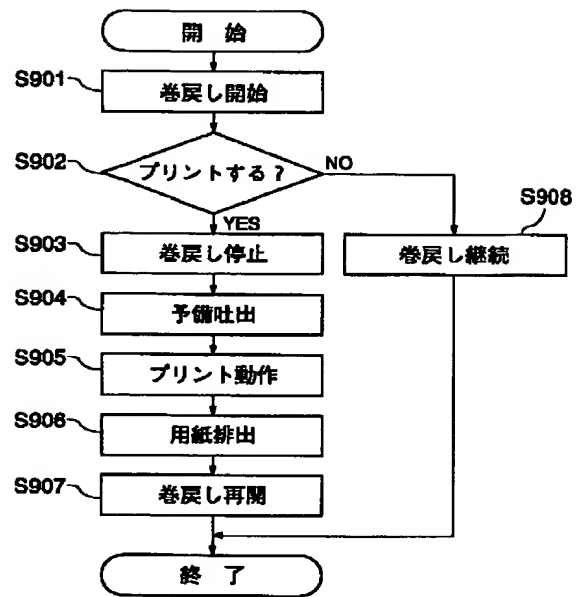 開 始
S901
巻戻し開始
S902
プリントする？
NO
YES
S908
S903
巻戻し停止
巻戻し継続
S904
予備吐出
S905
プリント動作
S906
用紙排出
S907
巻戻し再開
終 了